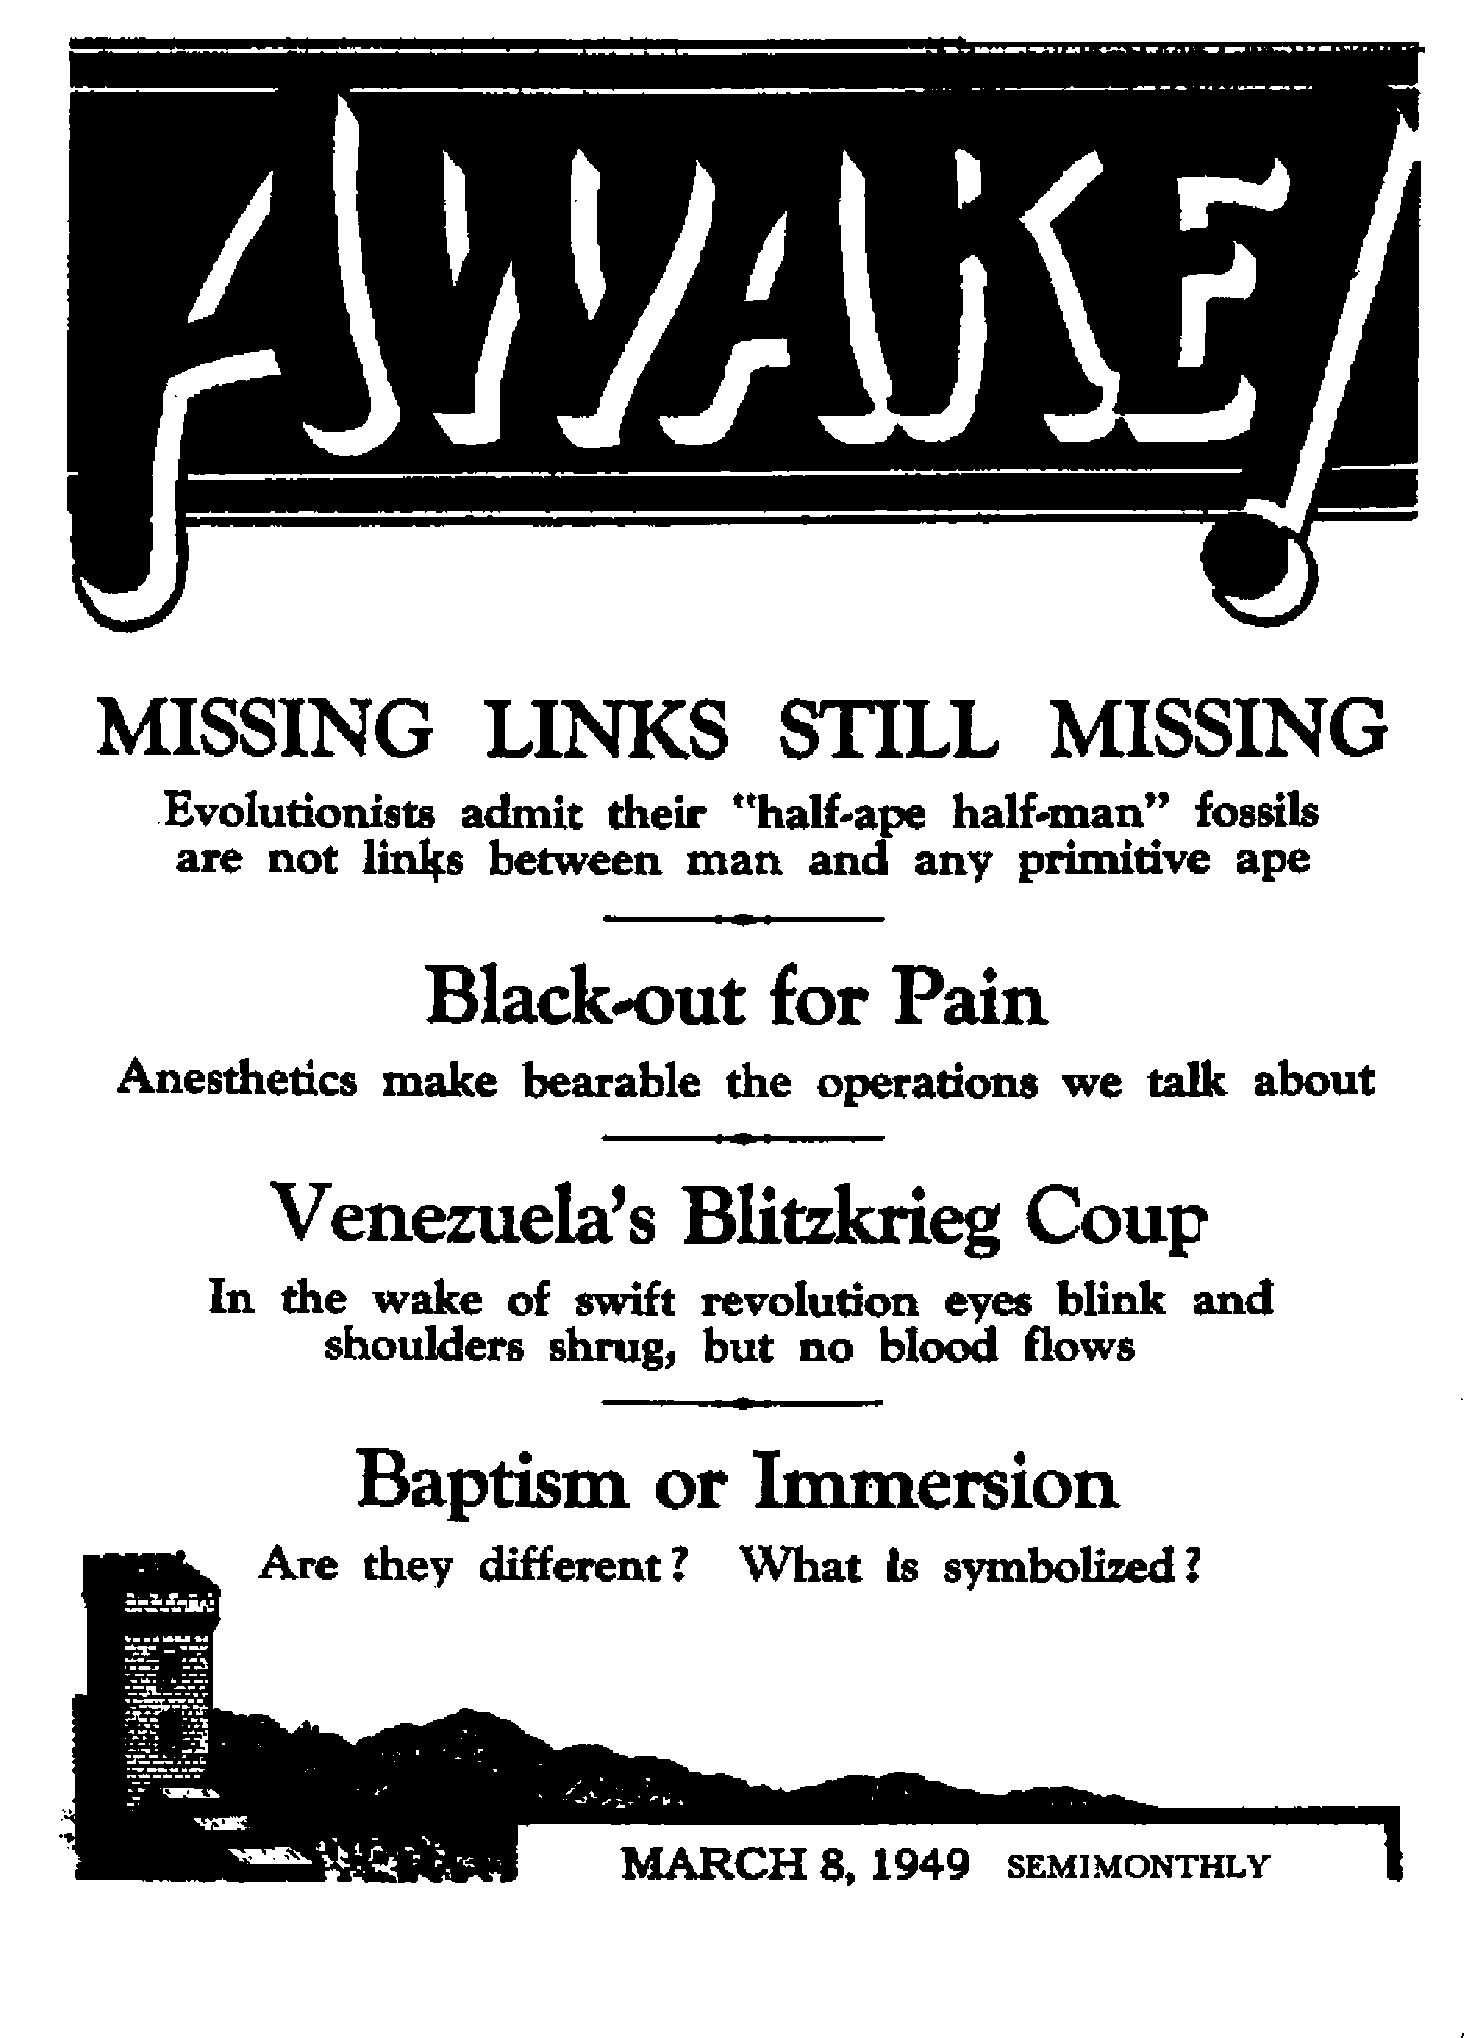 AWAKE!
MISSING LINKS STILL MISSING
Evolutionists admit their "half-ape half-man" fossils
are not links between man and any primitive ape
Black-out for Pain
Anesthetics make bearable the operations we talk about
Venezuela's Blitzkrieg Coup
In the wake of swift revolution eyes blink and
shoulders shrug, but no blood flows
Baptism or Immersion
Are they different? What is symbolized?
MARCH 8, 1949 SEMIMONTHLY